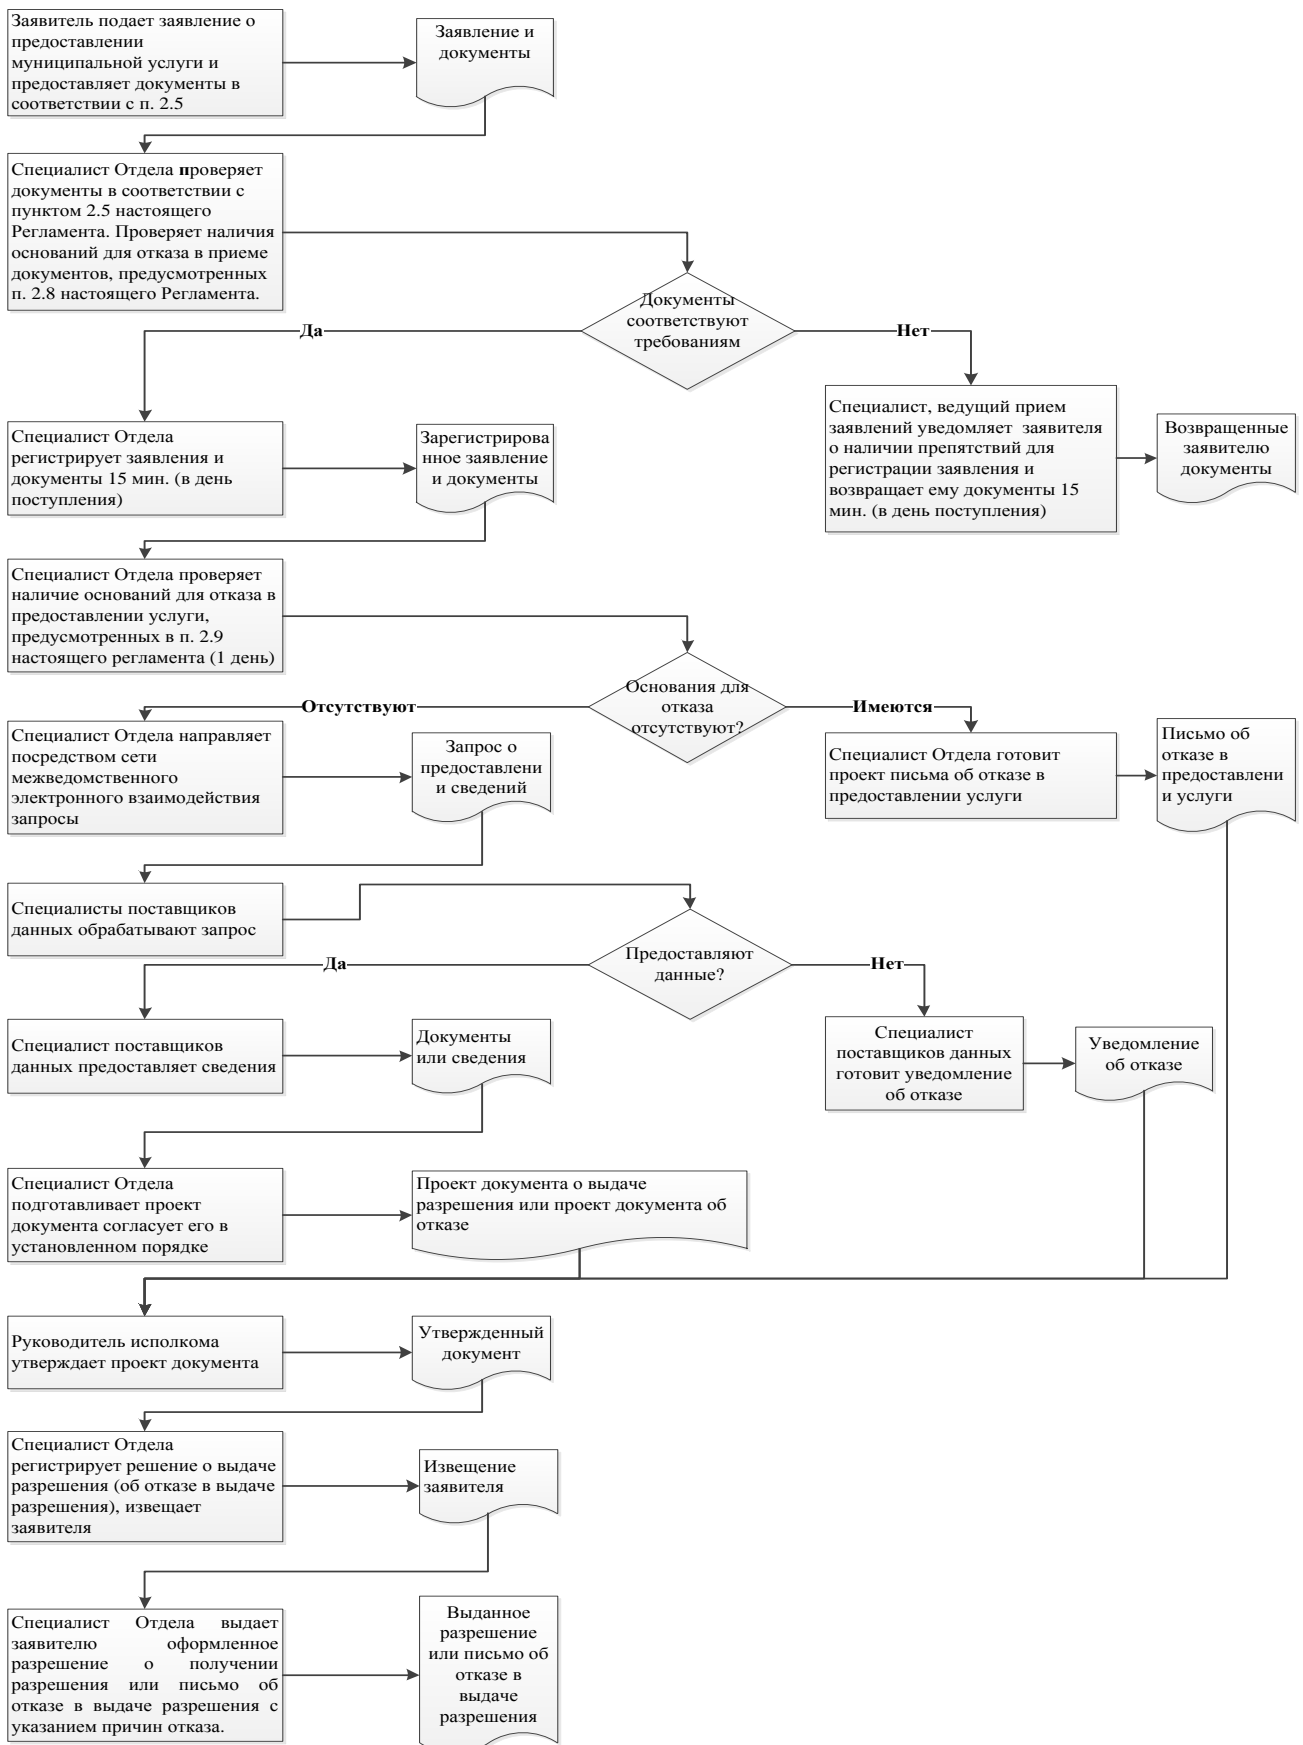 Заявитель подает заявление о
предоставлении
муниципальной услуги и
предоставляет документы в
соответствии с п. 2.5
Заявление и
документы
Специалист Отдела проверяет
документы в соответствии с
пунктом 2.5 настоящего
Регламента. Проверяет наличия
оснований для отказа в приеме
документов, предусмотренных
п. 2.8 настоящего Регламента.
Документы
соответствуют
требованиям
Да
Нет
Специалист Отдела
регистрирует заявления и
документы 15 мин. (в день
поступления)
Зарегистрирова
нное заявление
и документы
Специалист, ведущий прием
заявлений уведомляет  заявителя
о наличии препятствий для
регистрации заявления и
возвращает ему документы 15
мин. (в день поступления)
Возвращенные
заявителю
документы
Специалист Отдела проверяет
наличие оснований для отказа в
предоставлении услуги,
предусмотренных в п. 2.9
настоящего регламента (1 день)
Основания для
отказа
отсутствуют?
Отсутствуют
Имеются
Специалист Отдела направляет
посредством сети
межведомственного
электронного взаимодействия
запросы
Запрос о
предоставлени
и сведений
Специалист Отдела готовит
проект письма об отказе в
предоставлении услуги
Письмо об
отказе в
предоставлени
и услуги
Специалисты поставщиков
данных обрабатывают запрос
Предоставляют
данные?
Да
Нет
Специалист поставщиков
данных предоставляет сведения
Документы
или сведения
Специалист
поставщиков данных
готовит уведомление
об отказе
Уведомление
об отказе
Специалист Отдела
подготавливает проект
документа согласует его в
установленном порядке
Проект документа о выдаче
разрешения или проект документа об
отказе
Руководитель исполкома
утверждает проект документа
Утвержденный
документ
Специалист Отдела
регистрирует решение о выдаче
разрешения (об отказе в выдаче
разрешения), извещает
заявителя
Извещение
заявителя
Специалист Отдела выдает
заявителю оформленное
разрешение о получении
разрешения или письмо об
отказе в выдаче разрешения с
указанием причин отказа.
Выданное
разрешение
или письмо об
отказе в
выдаче
разрешения